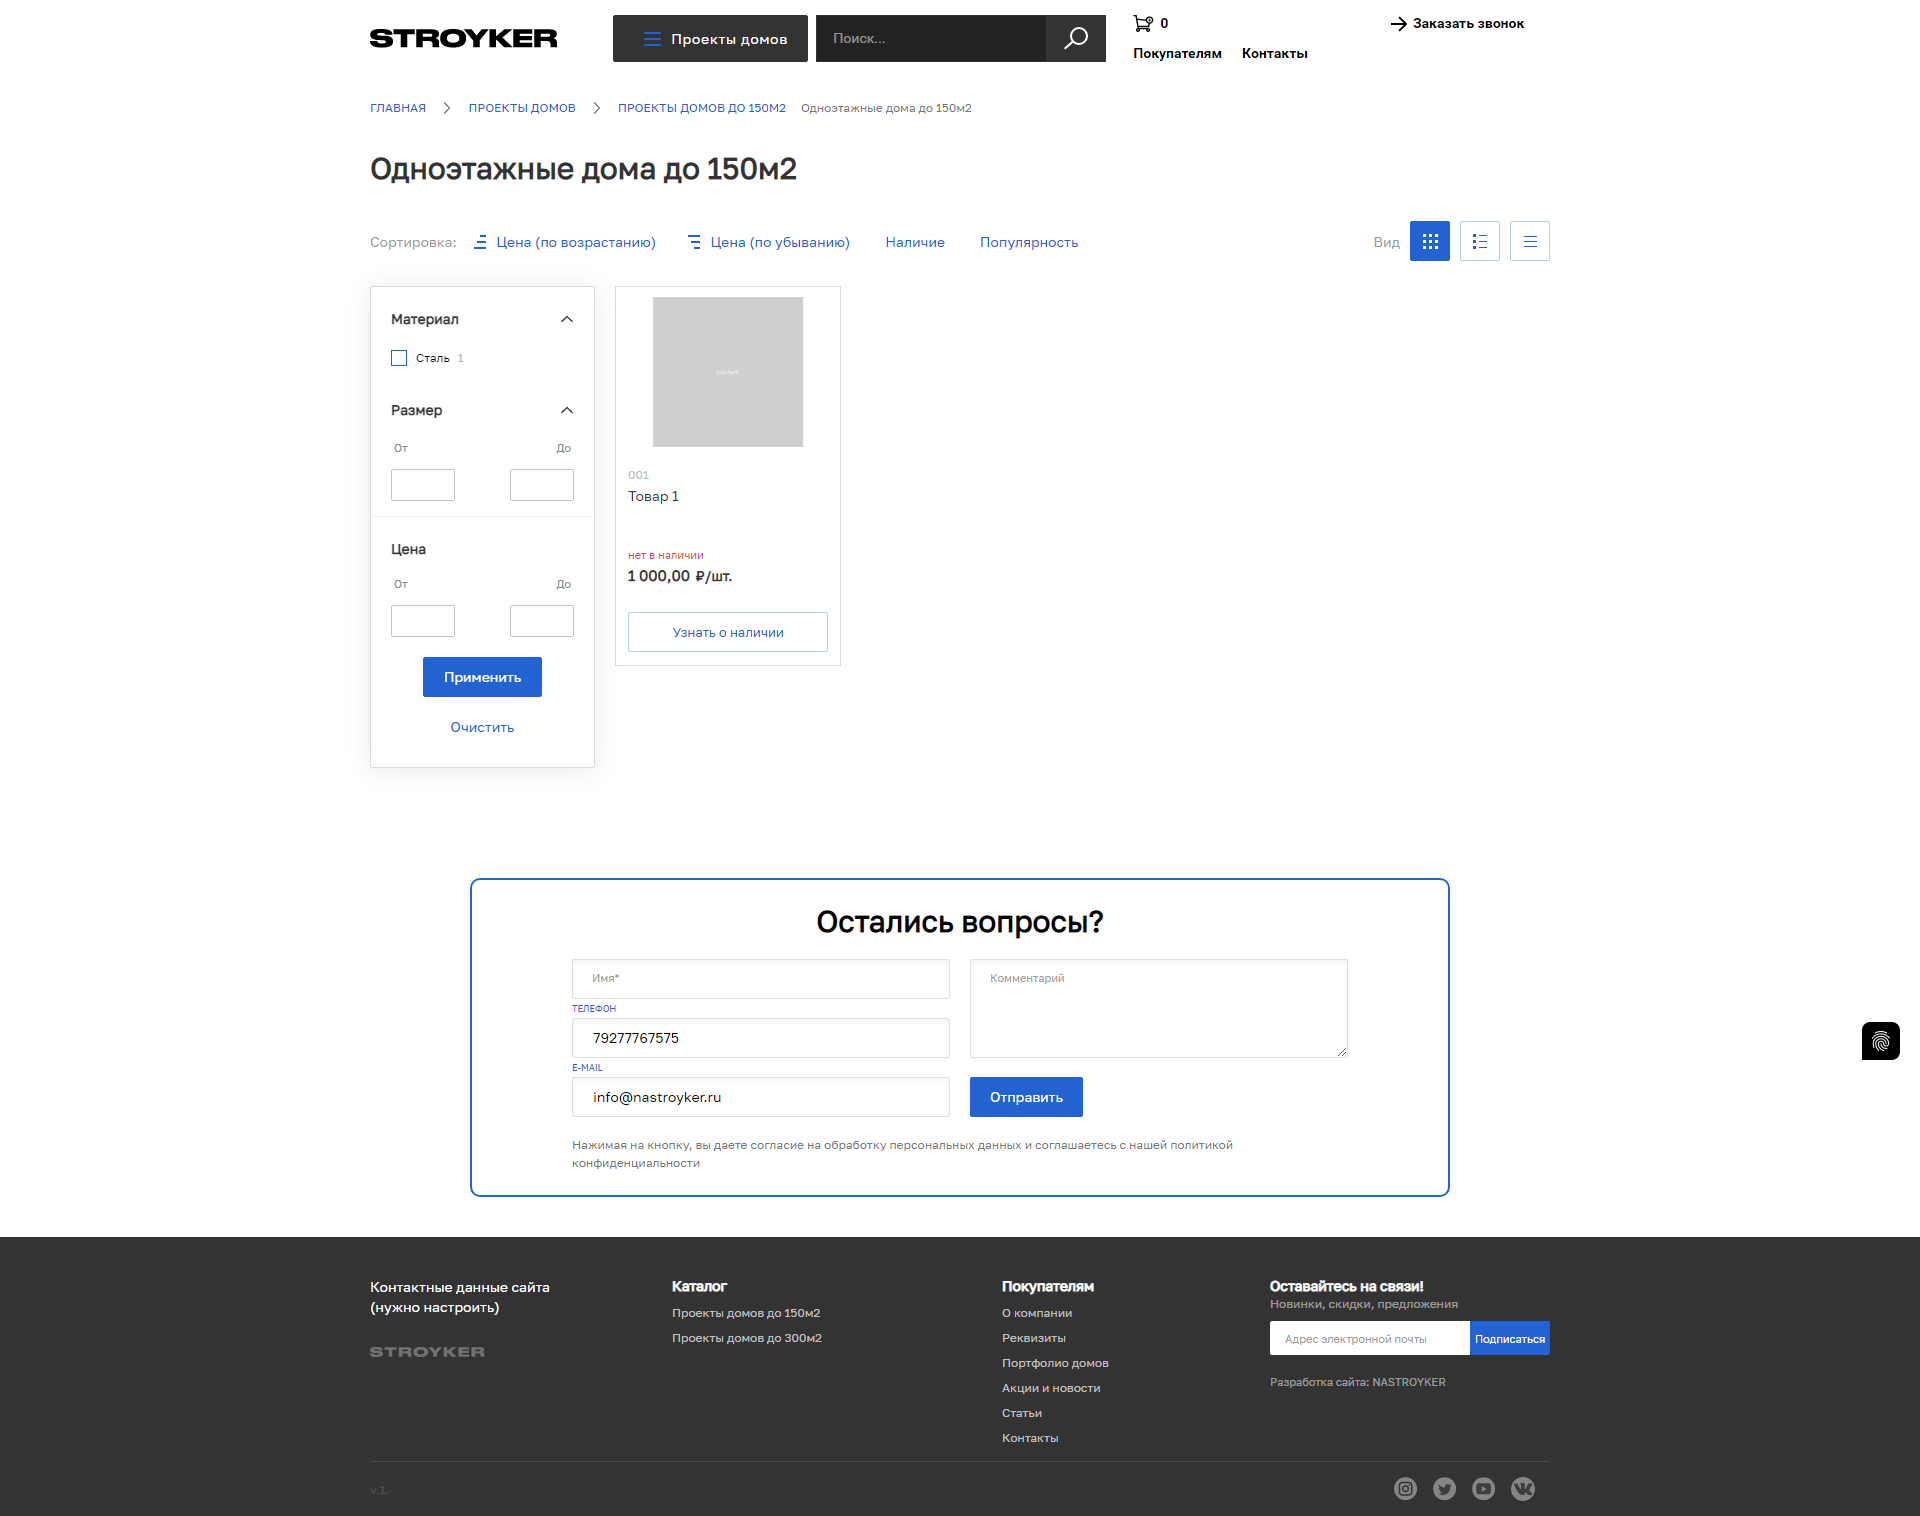 STROYKER
Проекты домов
Поиск...
0
Заказать звонок
Покупателям
Контакты
ГЛАВНАЯ
ПРОЕКТЫ ДОМОВ
ПРОЕКТЫ ДОМОВ ДО 150М2
Одноэтажные дома до 150м2
Одноэтажные дома до 150м2
Сортировка:
Цена (по возрастанию)
Цена (по убыванию)
Наличие
Популярность
Вид
Материал
Сталь 1
Размер
От
До
Цена
От
До
Применить
Очистить
content
001
Товар 1
нет в наличии
1 000,00 ₽/шт.
Узнать о наличии
Остались вопросы?
Имя*
ТЕЛЕФОН
79277767575
E-MAIL
info@nastroyker.ru
Комментарий
Отправить
Нажимая на кнопку, вы даете согласие на обработку персональных данных и соглашаетесь с нашей политикой
конфиденциальности
Контактные данные сайта
(нужно настроить)
STROYKER
Каталог
Проекты домов до 150м2
Проекты домов до 300м2
Покупателям
О компании
Реквизиты
Портфолио домов
Акции и новости
Статьи
Контакты
Оставайтесь на связи!
Новинки, скидки, предложения
Адрес электронной почты
Подписаться
Разработка сайта: NASTROYKER
v.1.